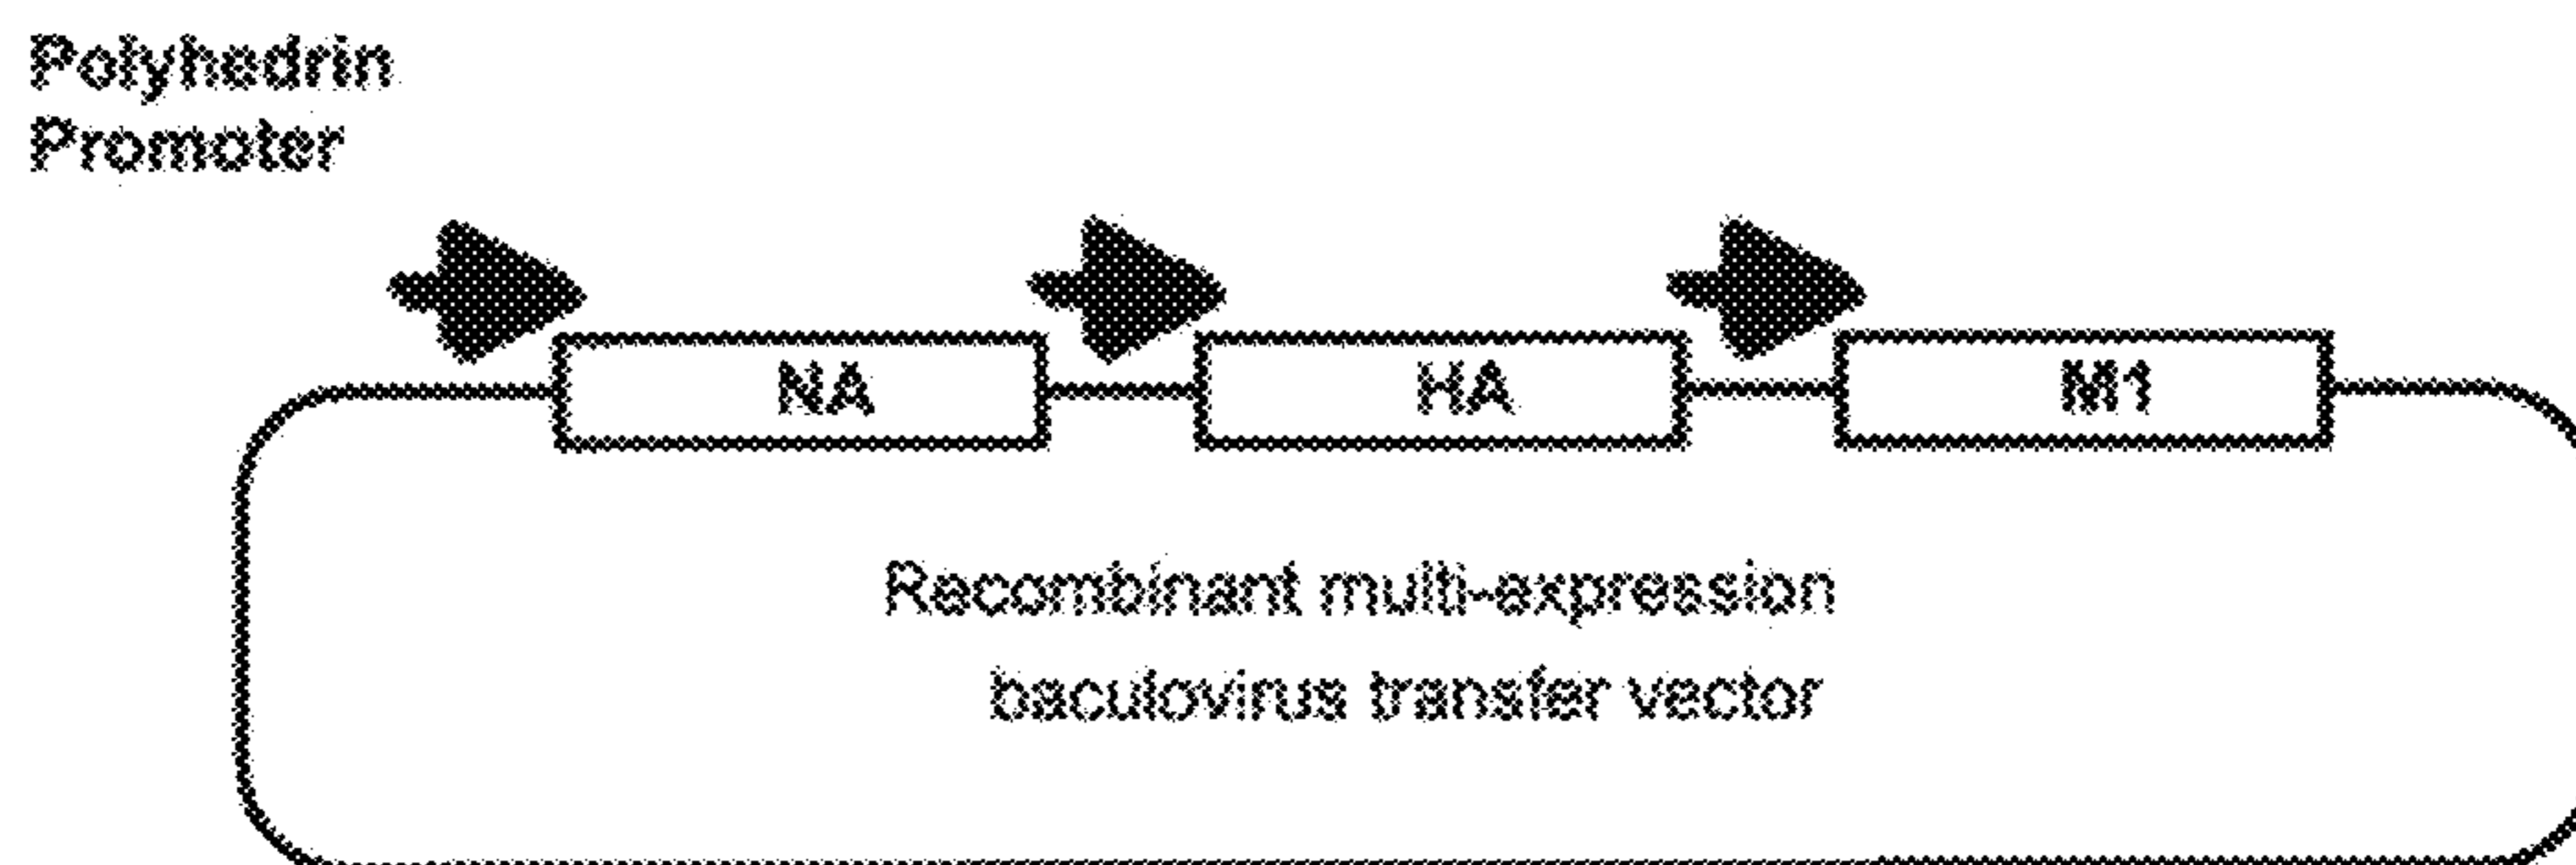 Polyhedrin
Promoter
NA
HA
M1
Recombinant multi-expression
baculovirus transfer vector